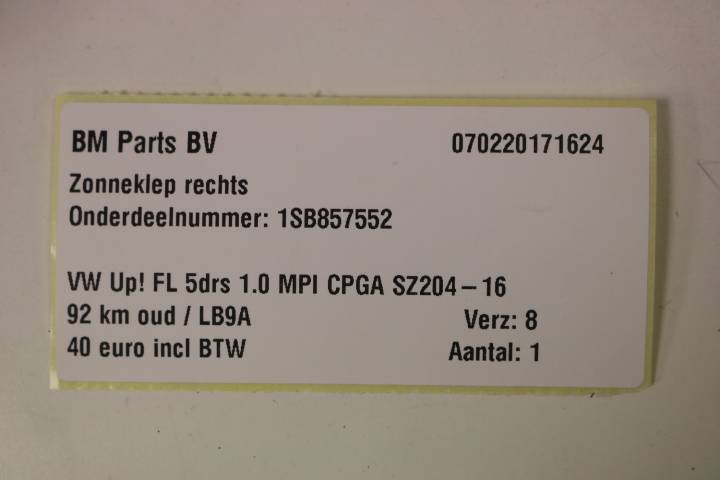 BM Parts BV 070220171624
Zonneklep rechts
Onderdeelnummer: 1SB857552
VW Up! FL 5drs 1.0 MPI CPGA SZ204-16
92 km oud / LB9A Verz: 8
40 euro incl BTW Aantal: 1